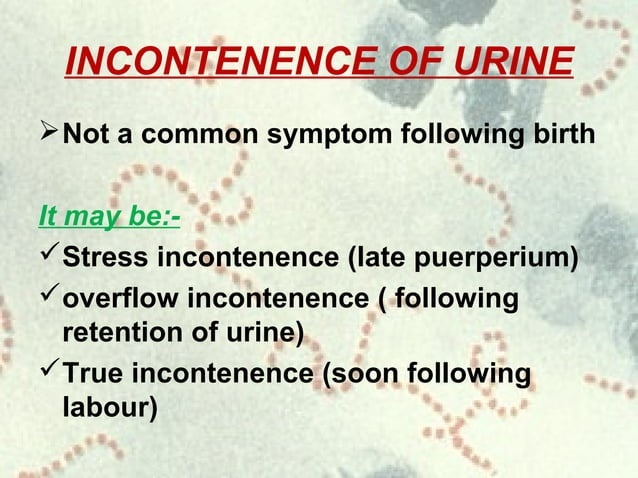 INCONTENENCE OF URINE
➢Not a common symptom following birth
It may be:-
✓Stress incontenence (late puerperium)
✓overflow incontenence ( following
retention of urine)
✓True incontenence (soon following
labour)